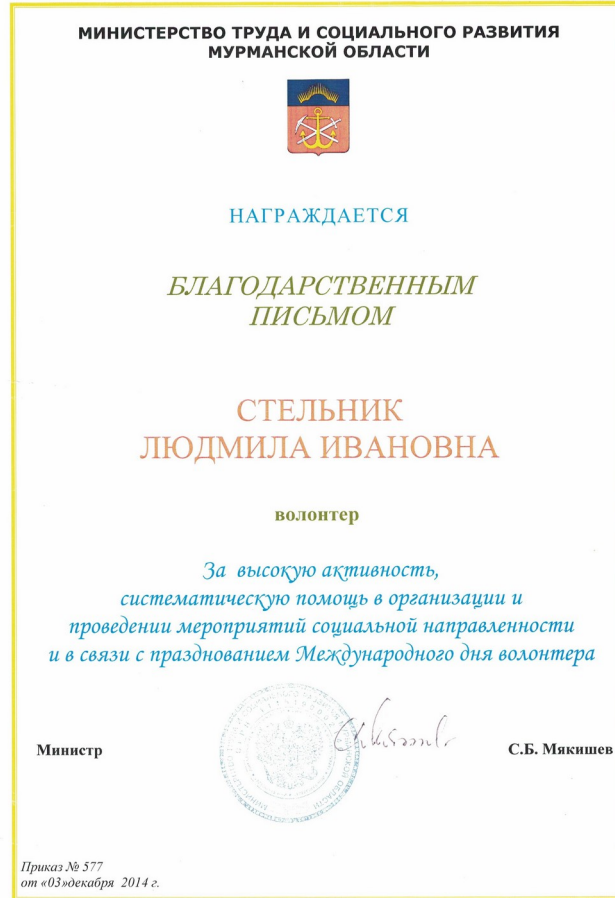 МИНИСТЕРСТВО ТРУДА И СОЦИАЛЬНОГО РАЗВИТИЯ
МУРМАНСКОЙ ОБЛАСТИ
НАГРАЖДАЕТСЯ
БЛАГОДАРСТВЕННЫМ
ПИСЬМОМ
СТЕЛЬНИК
ЛЮДМИЛА ИВАНОВНА
волонтер
За высокую активность,
систематическую помощь в организации и
проведении мероприятий социальной направленности
и в связи с празднованием Международного дня волонтера
Министр
С.Б. Мякишев
Приказ № 577
от «03»декабря 2014 г.